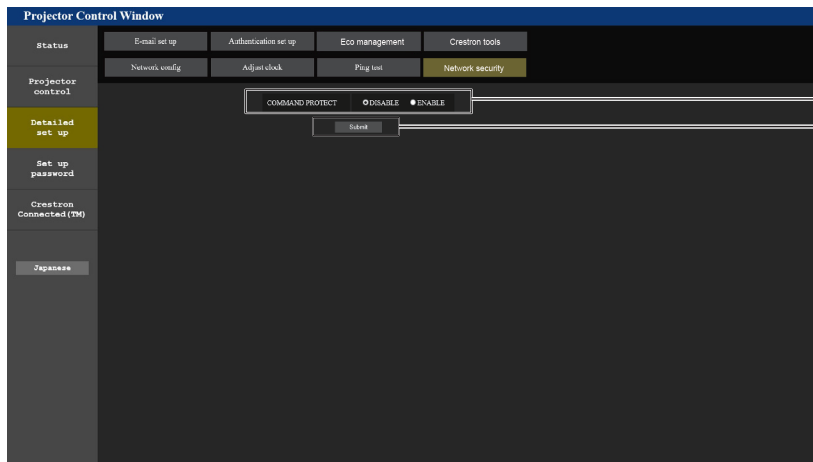 Projector Control Window
Status
E-mail set up
Authentication set up
Eco management
Crestron tools
Network config
Adjust clock
Ping test
Network security
Projector
control
COMMAND PROTECT
DISABLE
ENABLE
Submit
Detailed
set up
Set up
password
Crestron
Connected(TM)
Japanese